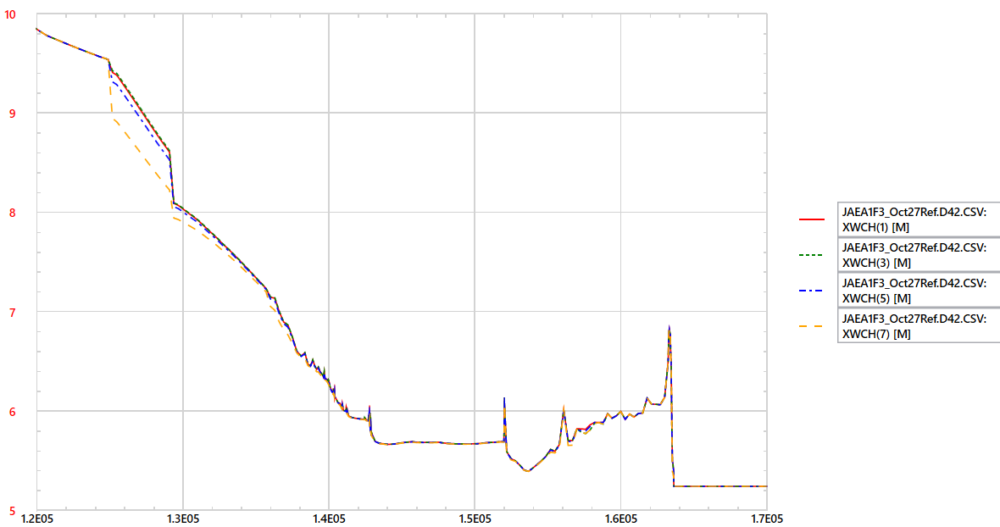 10
9
8
7
6
5
1.2E05
1.3E05
1.4E05
1.5E05
1.6E05
1.7E05
JAEA1F3_Oct27Ref.D42.CSV:
XWCH(1) [M]
JAEA1F3_Oct27Ref.D42.CSV:
XWCH(3) [M]
JAEA1F3_Oct27Ref.D42.CSV:
XWCH(5) [M]
JAEA1F3_Oct27Ref.D42.CSV:
XWCH(7) [M]